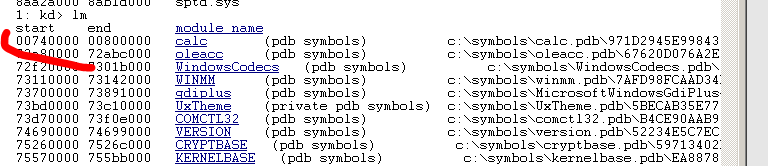 8aa2a000 8ab1d000 sptd.sys
1: kd> lm
start end module name
00740000 00800000 calc (pdb symbols) c:\symbols\calc.pdb\971D2945E99843
72abc000 oleacc (pdb symbols) c:\symbols\oleacc.pdb\67620D076A2E
72f20000 7301b000 WindowsCodecs (pdb symbols) c:\symbols\WindowsCodecs.pdb\
73110000 73142000 WINMM (pdb symbols) c:\symbols\winmm.pdb\7AFD98FCAAD34
73700000 73891000 gdiplus (pdb symbols) c:\symbols\MicrosoftWindowsGdiPlus-
73bd0000 73c10000 UxTheme (private pdb symbols) c:\symbols\UxTheme.pdb\5BECAB35E77
73d70000 73f0e000 COMCTL32 (pdb symbols) c:\symbols\comctl32.pdb\B4CE90AAB9
74690000 74699000 VERSION (pdb symbols) c:\symbols\version.pdb\52234E5C7EC
75260000 7526c000 CRYPTBASE (pdb symbols) c:\symbols\cryptbase.pdb\59713402
75570000 755bb000 KERNELBASE (pdb symbols) c:\symbols\kernelbase.pdb\EA8878